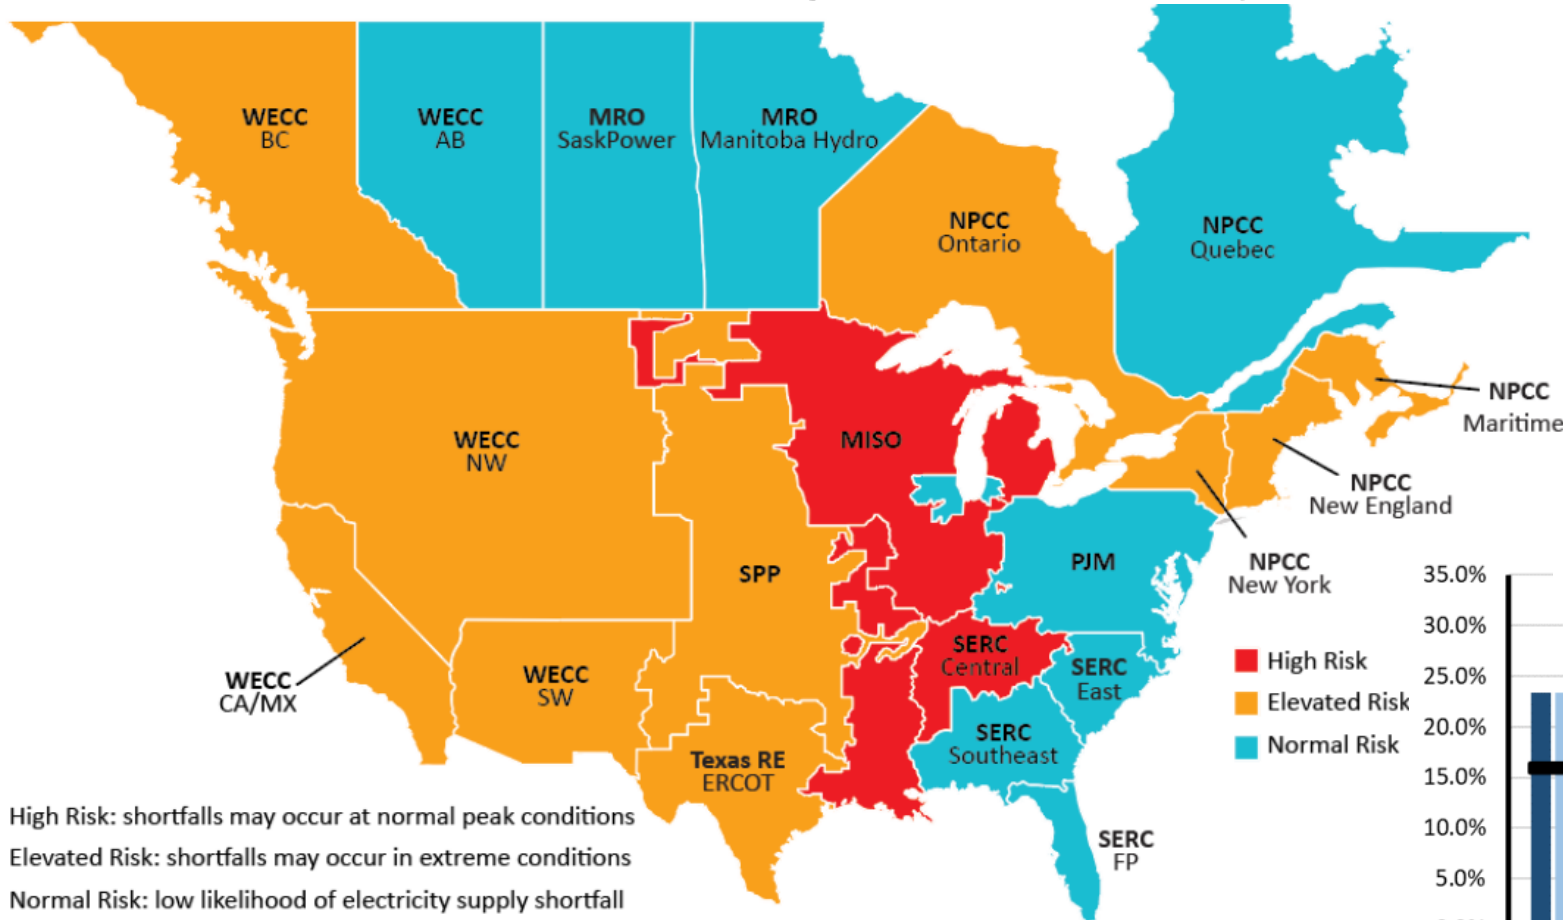 WECC
BC
WECC
AB
MRO
SaskPower
MRO
Manitoba Hydro
NPCC
Ontario
NPCC
Quebec
NPCC
Maritime
WECC
NW
MISO
NPCC
New England
SPP
PJM
NPCC
New York
WECC
CA/MX
WECC
SW
SERC
Central
SERC
East
SERC
Southeast
Texas RE
ERCOT
SERC
FP
High Risk
Elevated Risk
Normal Risk
35.0%
30.0%
25.0%
20.0%
15.0%
10.0%
5.0%
High Risk: shortfalls may occur at normal peak conditions
Elevated Risk: shortfalls may occur in extreme conditions
Normal Risk: low likelihood of electricity supply shortfall